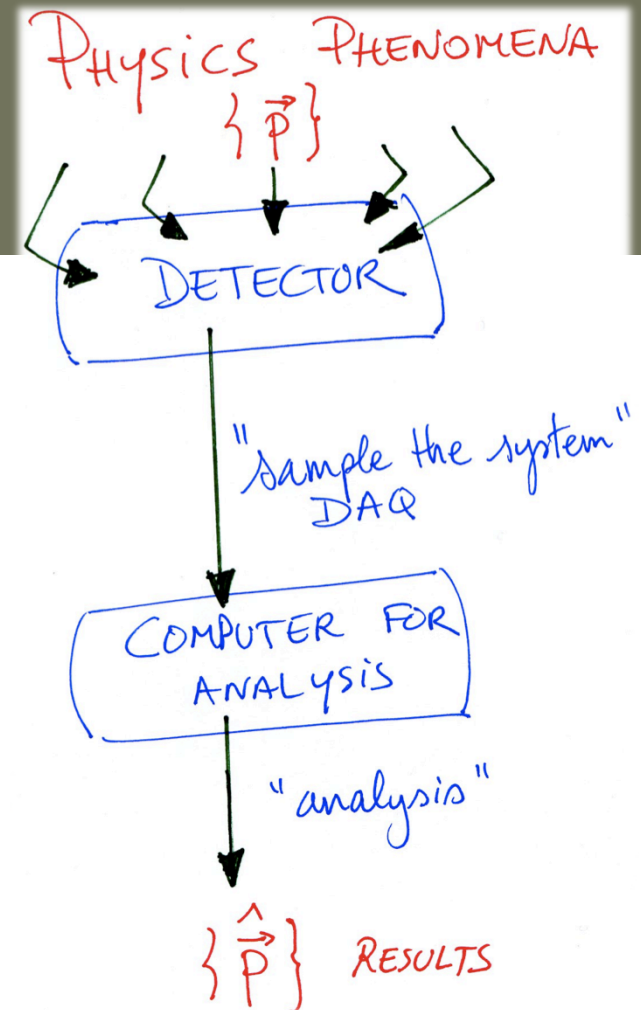 PHYSICS PHENOMENA
{ p⃗ }
DETECTOR
"sample the system"
DAQ
COMPUTER FOR
ANALYSIS
"analysis"
{ p⃗̂ } RESULTS